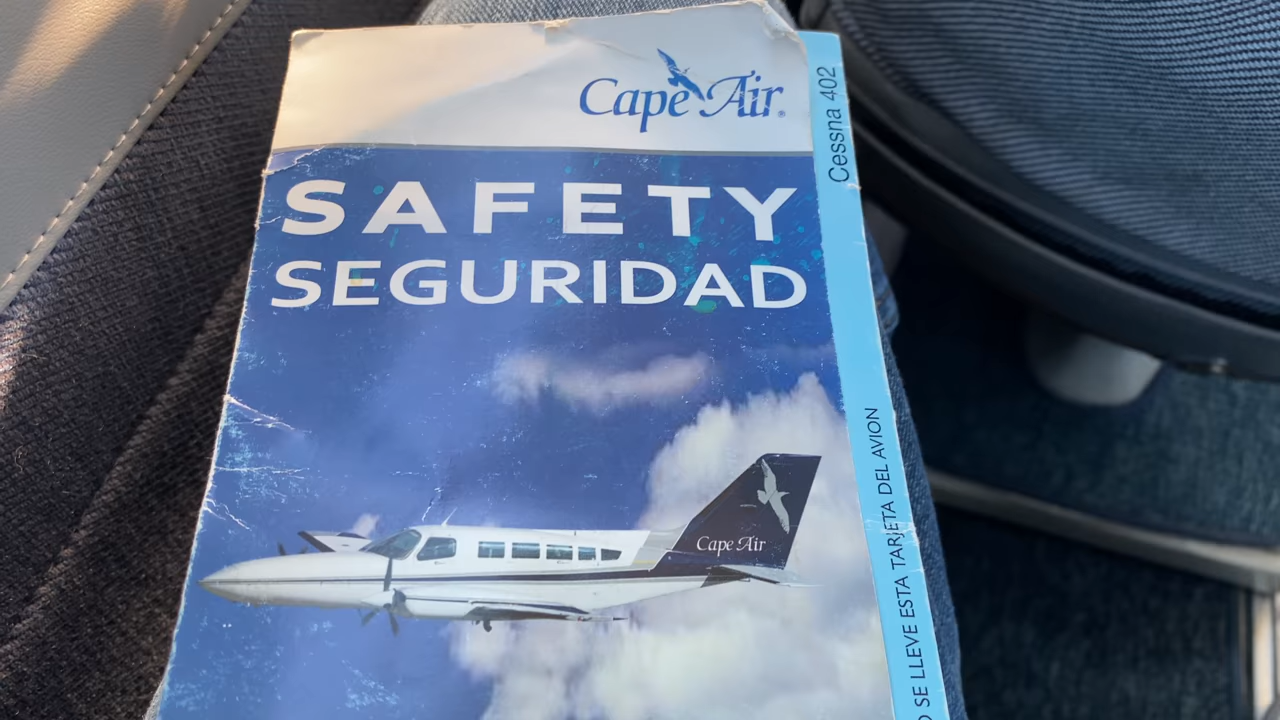 Cape Air
SAFETY
SEGURIDAD
Cessna 402
SE LLEVE ESTA TARJETA DEL AVION
Cape Air